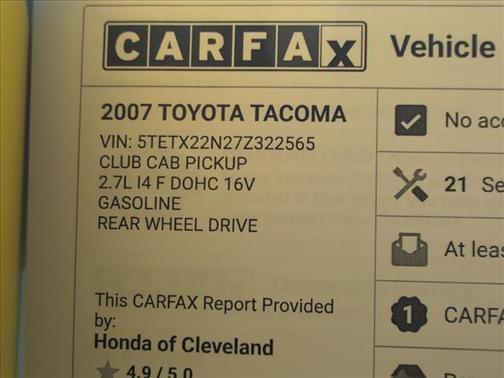 CARFAX Vehicle
2007 TOYOTA TACOMA
VIN: 5TETX22N27Z322565
CLUB CAB PICKUP
2.7L I4 F DOHC 16V
GASOLINE
REAR WHEEL DRIVE
This CARFAX Report Provided
by:
Honda of Cleveland
4.9 / 5.0
No acc
21 Se
At leas
1 CARFA